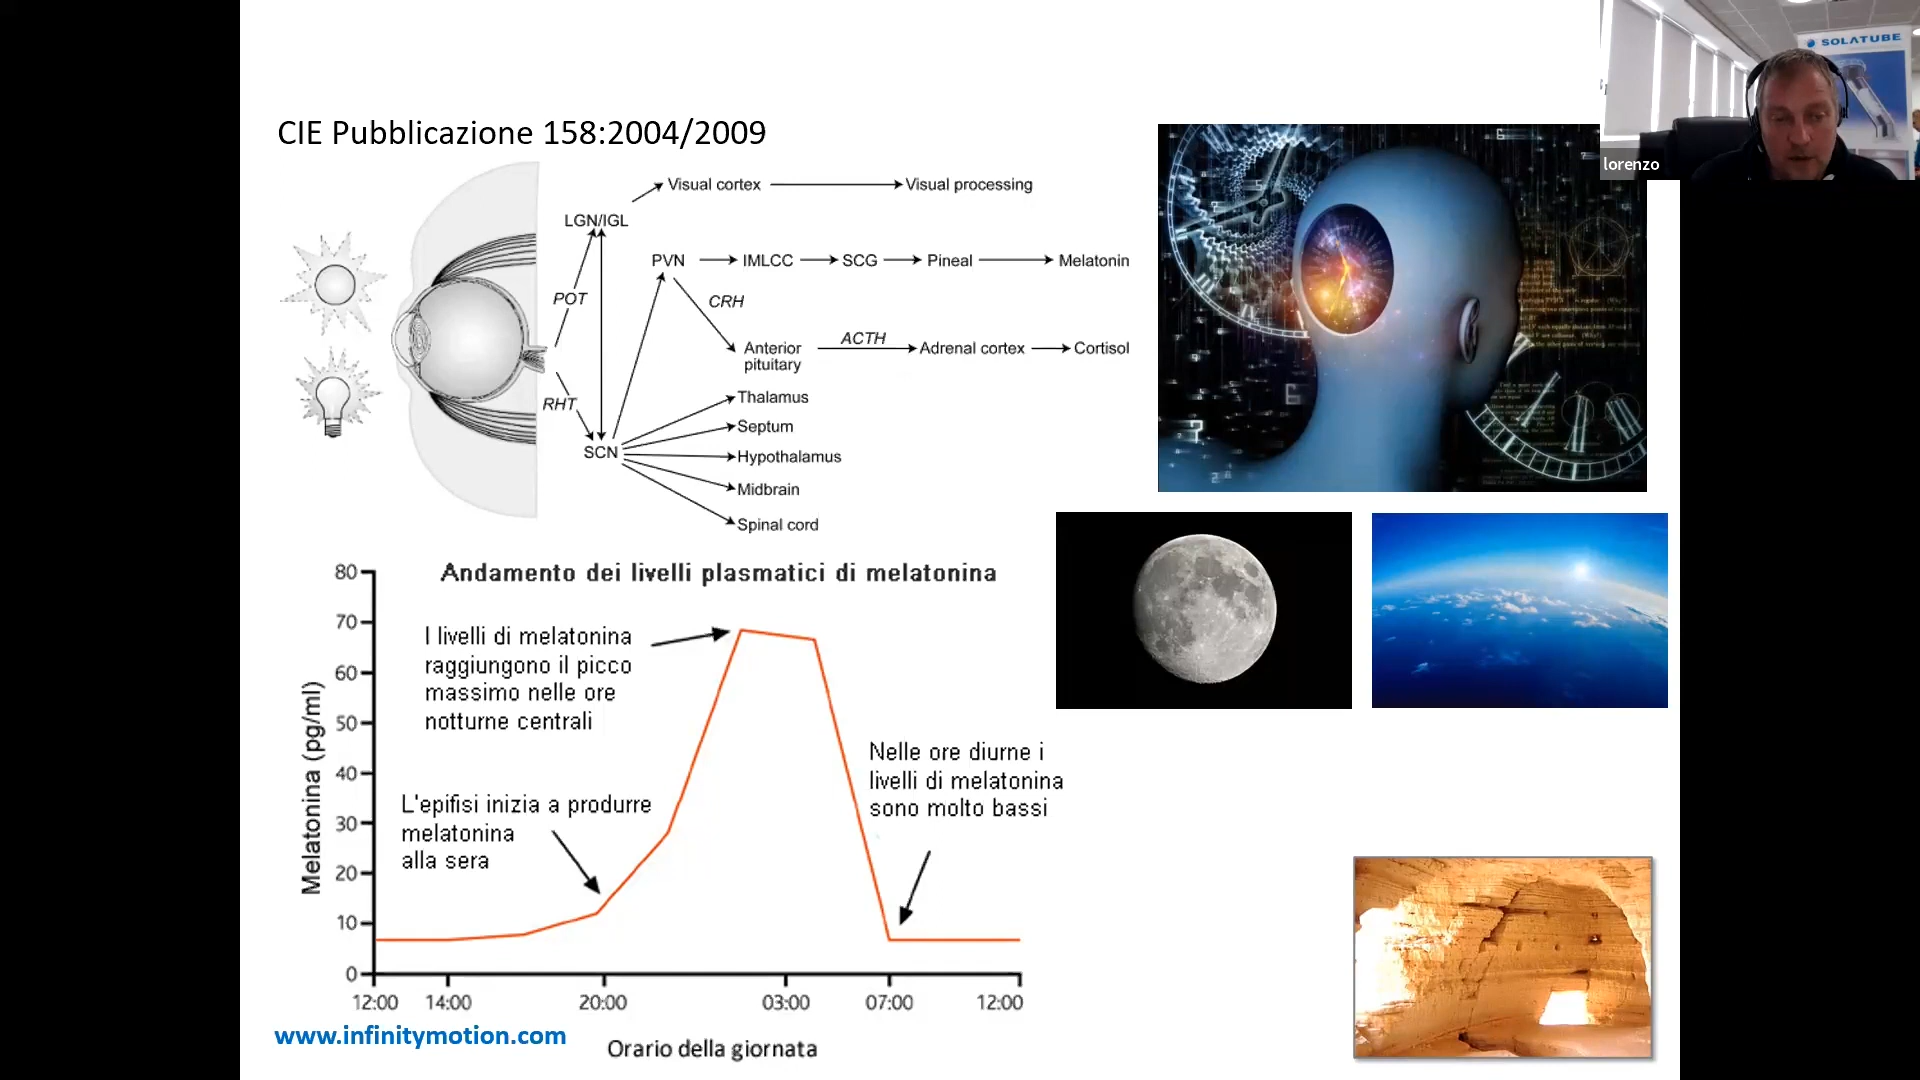 SOLATUBE
lorenzo
CIE Pubblicazione 158:2004/2009
Visual cortex
Visual processing
LGN/IGL
PVN
IMLCC
SCG
Pineal
Melatonin
POT
CRH
Anterior
pituitary
ACTH
Adrenal cortex
Cortisol
RHT
Thalamus
Septum
SCN
Hypothalamus
Midbrain
Spinal cord
Andamento dei livelli plasmatici di melatonina
Melatonina (pg/ml)
80
70
60
50
40
30
20
10
0
I livelli di melatonina
raggiungono il picco
massimo nelle ore
notturne centrali
L'epifisi inizia a produrre
melatonina
alla sera
Nelle ore diurne i
livelli di melatonina
sono molto bassi
12:00 14:00 20:00 03:00 07:00 12:00
Orario della giornata
www.infinitymotion.com